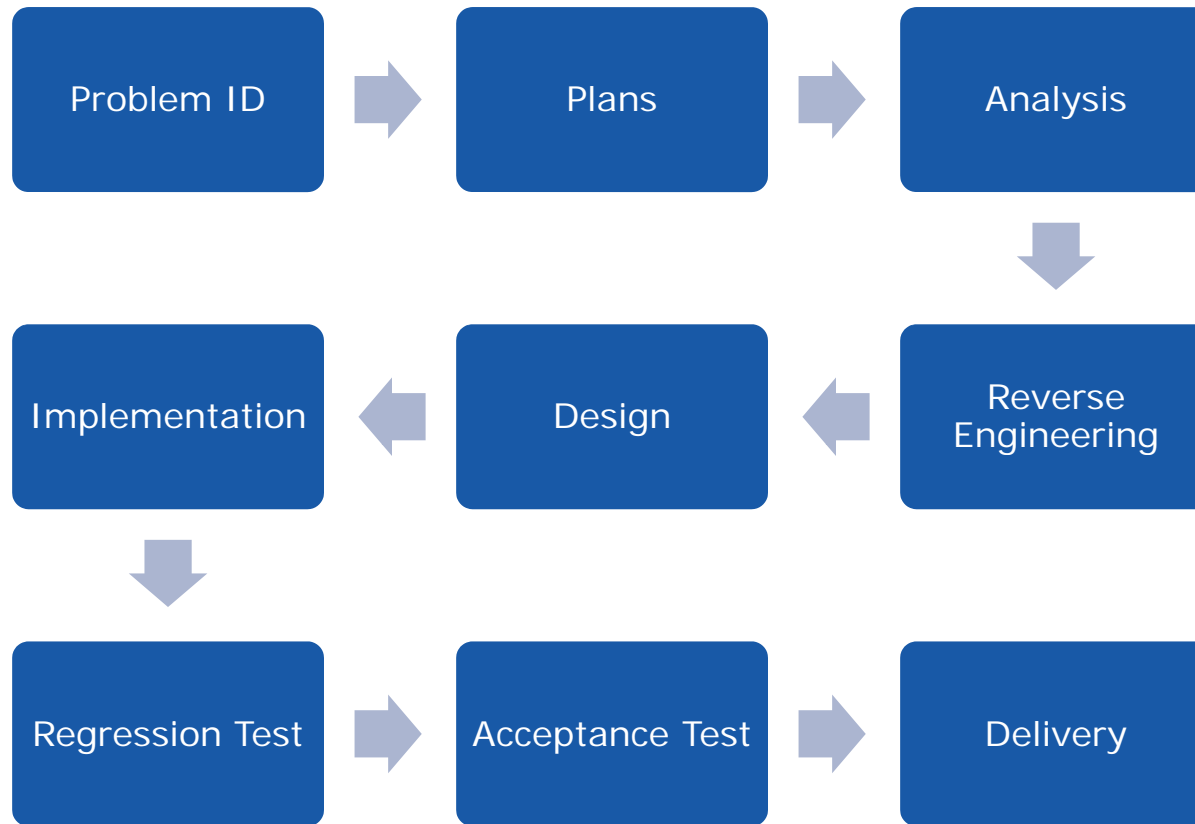 Problem ID
Plans
Analysis
Reverse
Engineering
Design
Implementation
Regression Test
Acceptance Test
Delivery